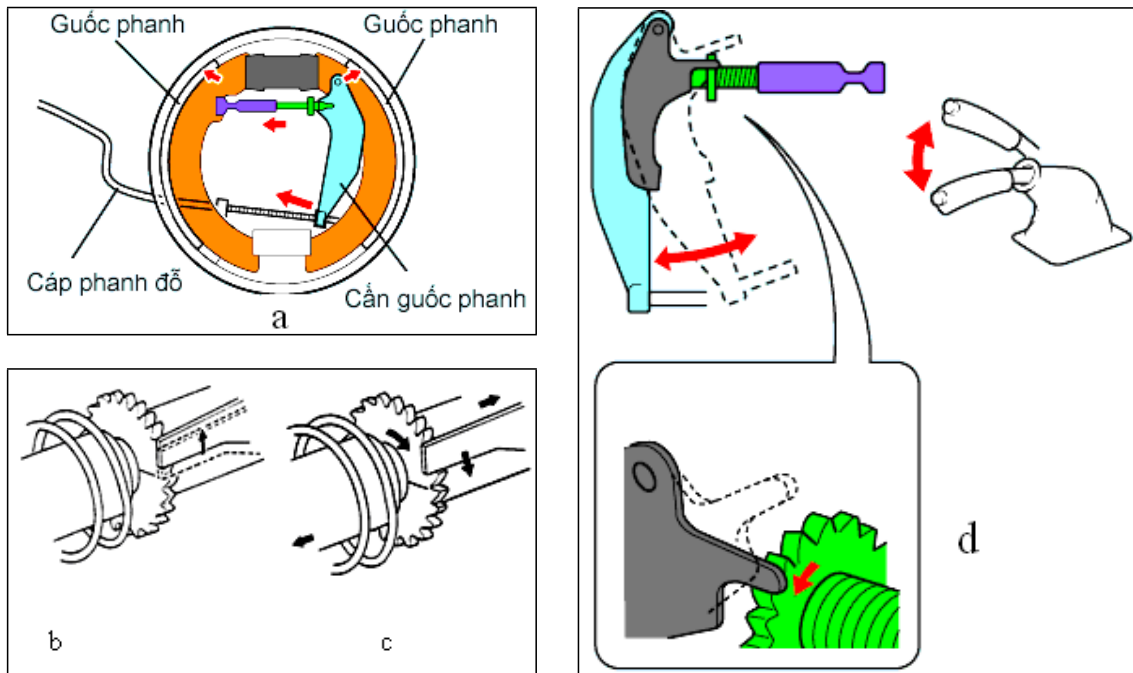 Guốc phanh
Guốc phanh
Cáp phanh đỗ
Cần guốc phanh
a
b
c
d